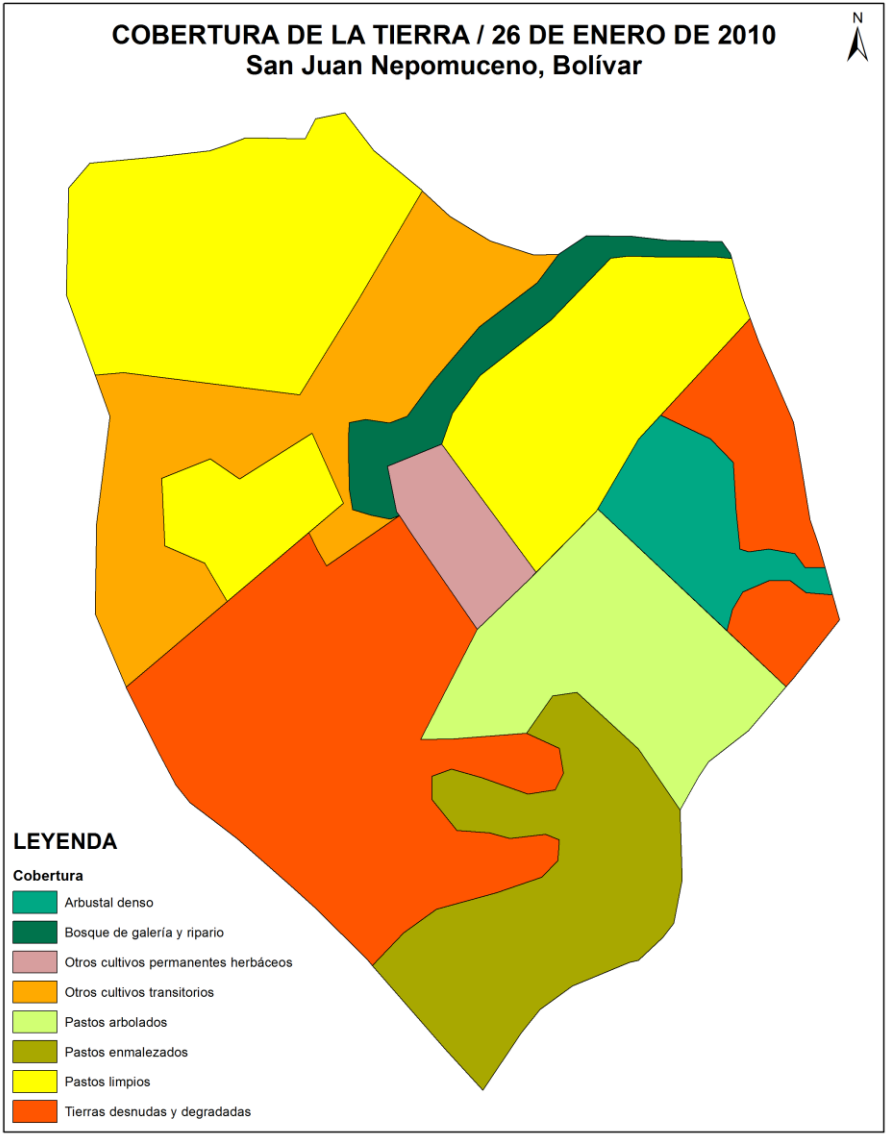 COBERTURA DE LA TIERRA / 26 DE ENERO DE 2010
San Juan Nepomuceno, Bolívar
N
LEYENDA
Cobertura
Arbustal denso
Bosque de galería y ripario
Otros cultivos permanentes herbáceos
Otros cultivos transitorios
Pastos arbolados
Pastos enmalezados
Pastos limpios
Tierras desnudas y degradadas